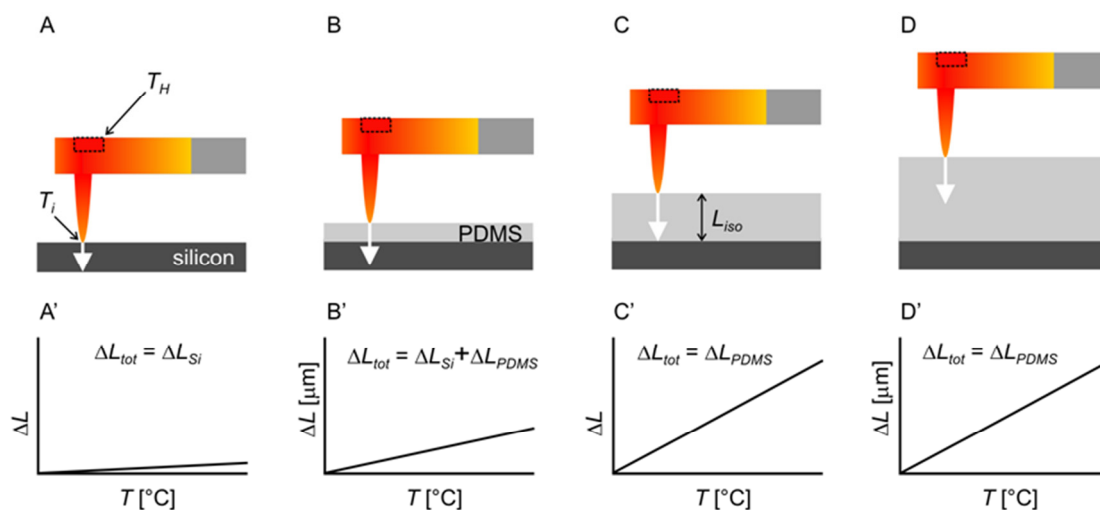 A
B
C
D
T_H
T_i
silicon
PDMS
L_iso
A'
B'
C'
D'
ΔL_tot = ΔL_Si
ΔL_tot = ΔL_Si + ΔL_PDMS
ΔL_tot = ΔL_PDMS
ΔL_tot = ΔL_PDMS
ΔL
ΔL [µm]
ΔL
ΔL [µm]
T [°C]
T [°C]
T [°C]
T [°C]